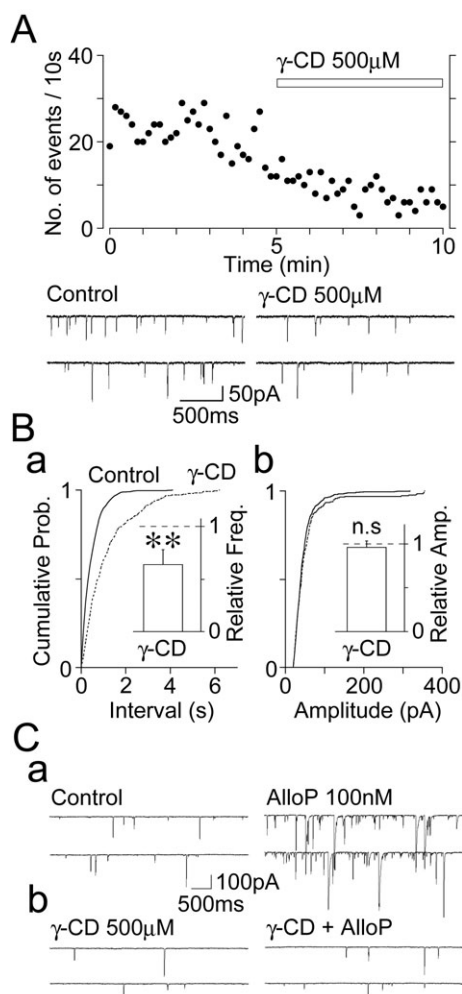 A
γ-CD 500μM
No. of events / 10s
40
20
0
0
5
10
Time (min)
Control
γ-CD 500μM
50pA
500ms
B
a
Control
γ-CD
Cumulative Prob.
1
0
**
1
0
Relative Freq.
γ-CD
0
2
4
6
Interval (s)
b
1
0
n.s
1
0
Relative Amp.
γ-CD
0
200
400
Amplitude (pA)
C
a
Control
AlloP 100nM
100pA
500ms
b
γ-CD 500μM
γ-CD + AlloP